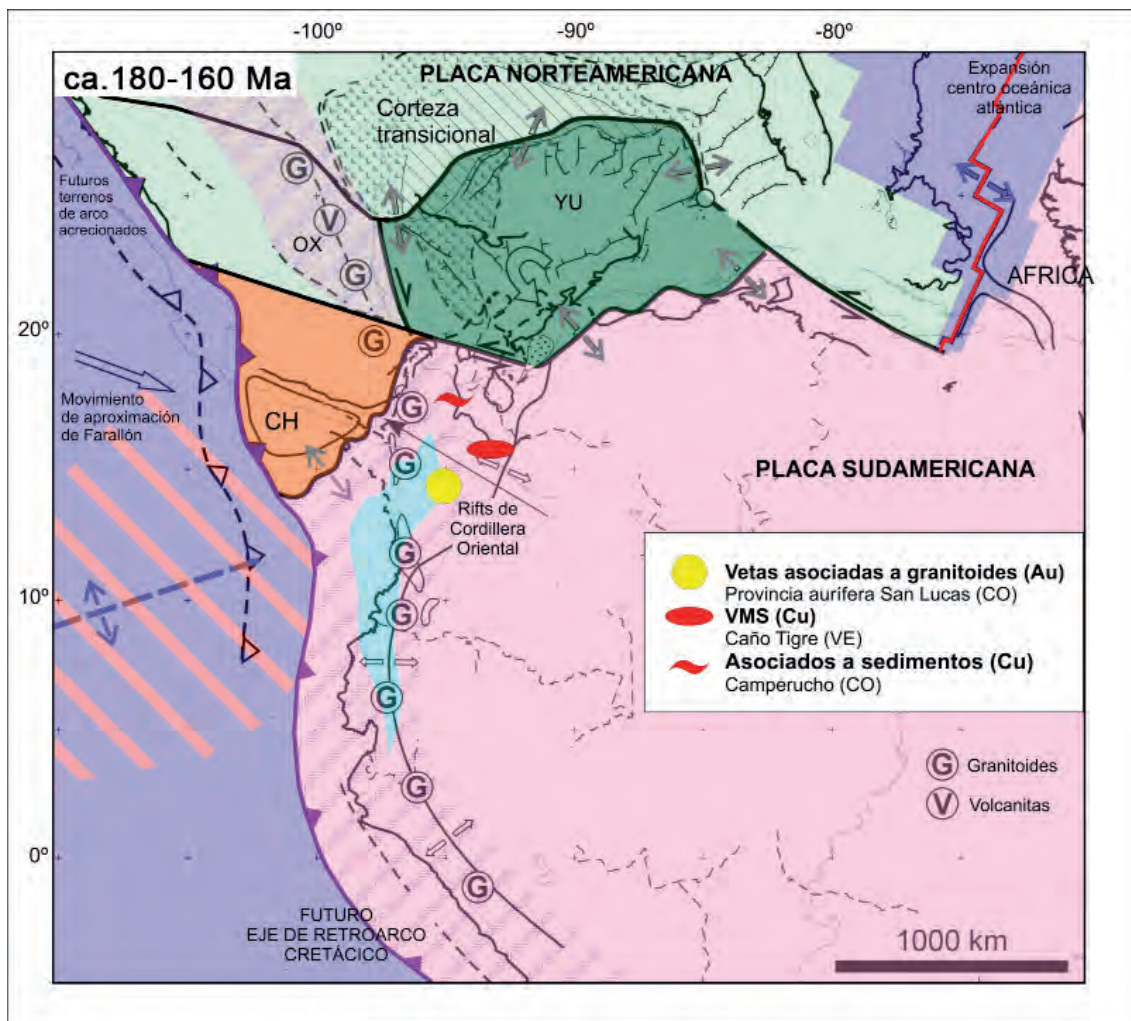 -100º
-90º
-80º
ca.180-160 Ma
PLACA NORTEAMERICANA
Expansión
centro oceánica
atlantica
Corteza
transicional
Futuros
terrenos
de arco
acrecionados
G
V
OX
G
YU
AFRICA
20º
G
Movimiento
de aproximación
de Farallón
CH
G
G
PLACA SUDAMERICANA
Rifts de
Cordillera
Oriental
G
10º
G
G
Vetas asociadas a granitoides (Au)
Provincia aurifera San Lucas (CO)
VMS (Cu)
Caño Tigre (VE)
Asociados a sedimentos (Cu)
Camperucho (CO)
G Granitoides
V Volcanitas
G
0º
G
FUTURO
EJE DE RETROARCO
CRETÁCICO
1000 km